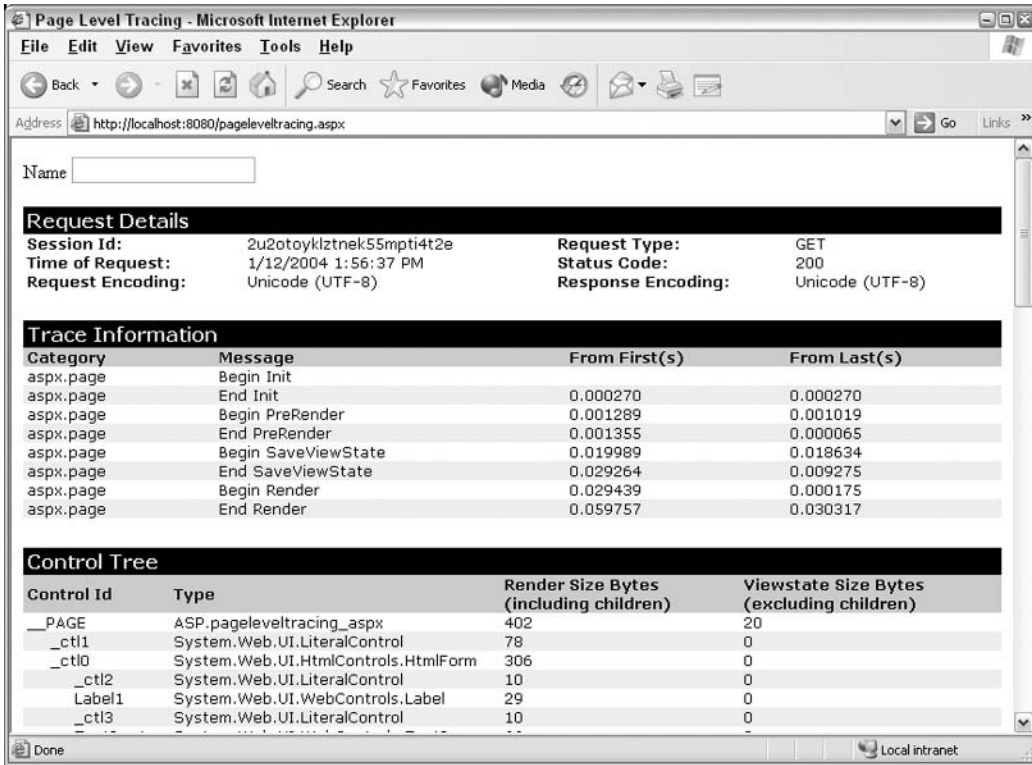 Page Level Tracing - Microsoft Internet Explorer
File Edit View Favorites Tools Help
Back Search Favorites Media
Address http://localhost:8080/pageleveltracing.aspx Go Links »
Name
Request Details
Session Id: 2u2otoyklztnek55mpti4t2e Request Type: GET
Time of Request: 1/12/2004 1:56:37 PM Status Code: 200
Request Encoding: Unicode (UTF-8) Response Encoding: Unicode (UTF-8)
Trace Information
Category Message From First(s) From Last(s)
aspx.page Begin Init
aspx.page End Init 0.000270 0.000270
aspx.page Begin PreRender 0.001289 0.001019
aspx.page End PreRender 0.001355 0.000065
aspx.page Begin SaveViewState 0.019989 0.018634
aspx.page End SaveViewState 0.029264 0.009275
aspx.page Begin Render 0.029439 0.000175
aspx.page End Render 0.059757 0.030317
Control Tree
Control Id Type Render Size Bytes (including children) Viewstate Size Bytes (excluding children)
__PAGE ASP.pageleveltracing_aspx 402 20
_ctl1 System.Web.UI.LiteralControl 78 0
_ctl0 System.Web.UI.HtmlControls.HtmlForm 306 0
_ctl2 System.Web.UI.LiteralControl 10 0
Label1 System.Web.UI.WebControls.Label 29 0
_ctl3 System.Web.UI.LiteralControl 10 0
Done Local intranet